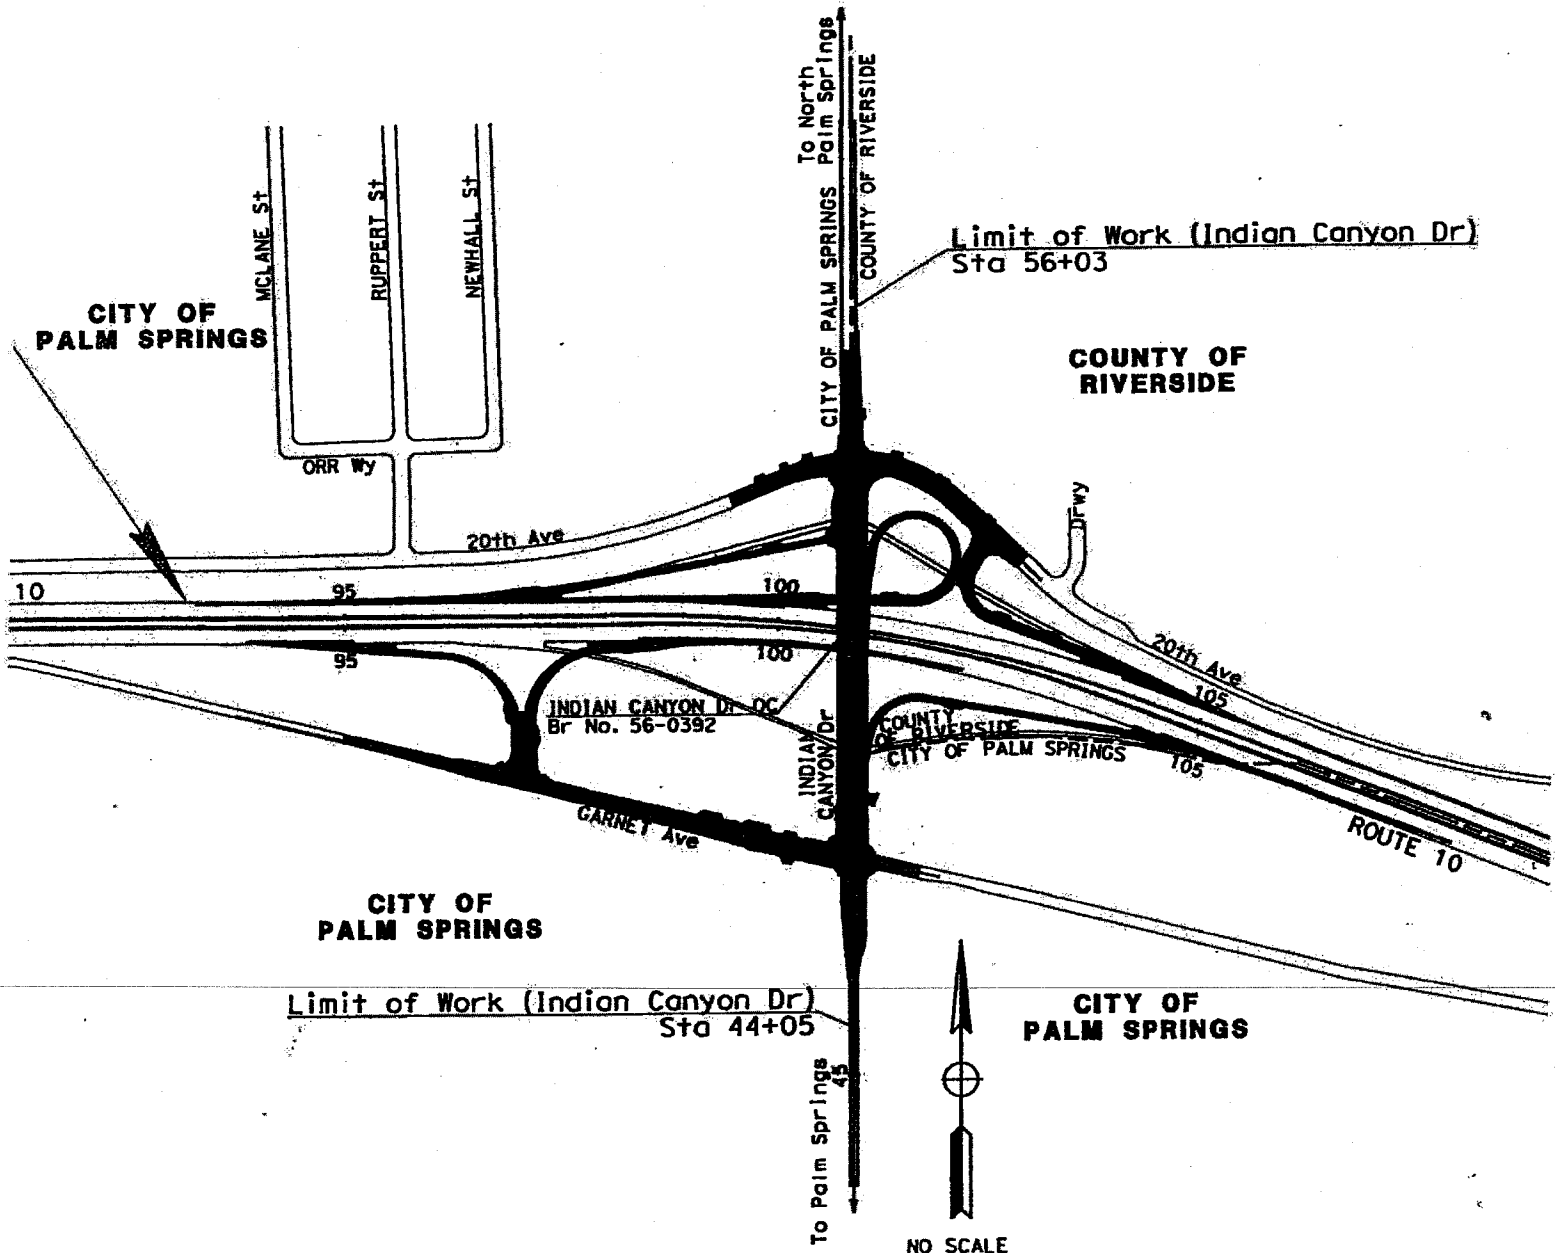 To North
Palm Springs
CITY OF PALM SPRINGS
COUNTY OF RIVERSIDE
MCLANE St
RUPPERT St
NEWHALL St
Limit of Work (Indian Canyon Dr)
Sta 56+03
CITY OF
PALM SPRINGS
COUNTY OF
RIVERSIDE
ORR Wy
Drwy
20th Ave
10
95
100
20th Ave
95
100
105
INDIAN CANYON Dr OC
Br No. 56-0392
INDIAN
CANYON Dr
COUNTY
OF RIVERSIDE
CITY OF PALM SPRINGS
105
GARNET Ave
ROUTE 10
CITY OF
PALM SPRINGS
Limit of Work (Indian Canyon Dr)
Sta 44+05
CITY OF
PALM SPRINGS
45
To Palm Springs
NO SCALE